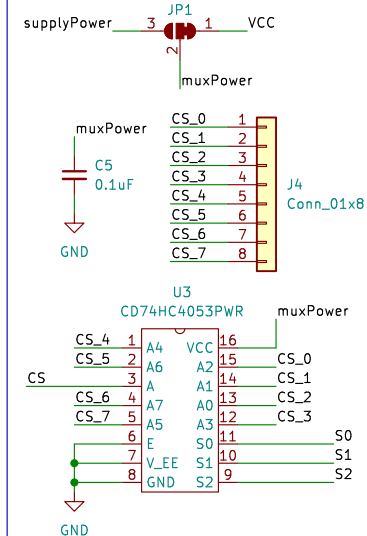 JP1
supplyPower 3 1 VCC
2
muxPower
muxPower
C5
0.1uF
GND
CS_0 1
CS_1 2
CS_2 3
CS_3 4
CS_4 5
CS_5 6
CS_6 7
CS_7 8
J4
Conn_01x8
U3
CD74HC4053PWR
muxPower
CS_4 1 A4 VCC 16
CS_5 2 A6 A2 15 CS_0
CS 3 A A1 14 CS_1
CS_6 4 A7 A0 13 CS_2
CS_7 5 A5 A3 12 CS_3
6 E S0 11 S0
7 V_EE S1 10 S1
8 GND S2 9 S2
GND